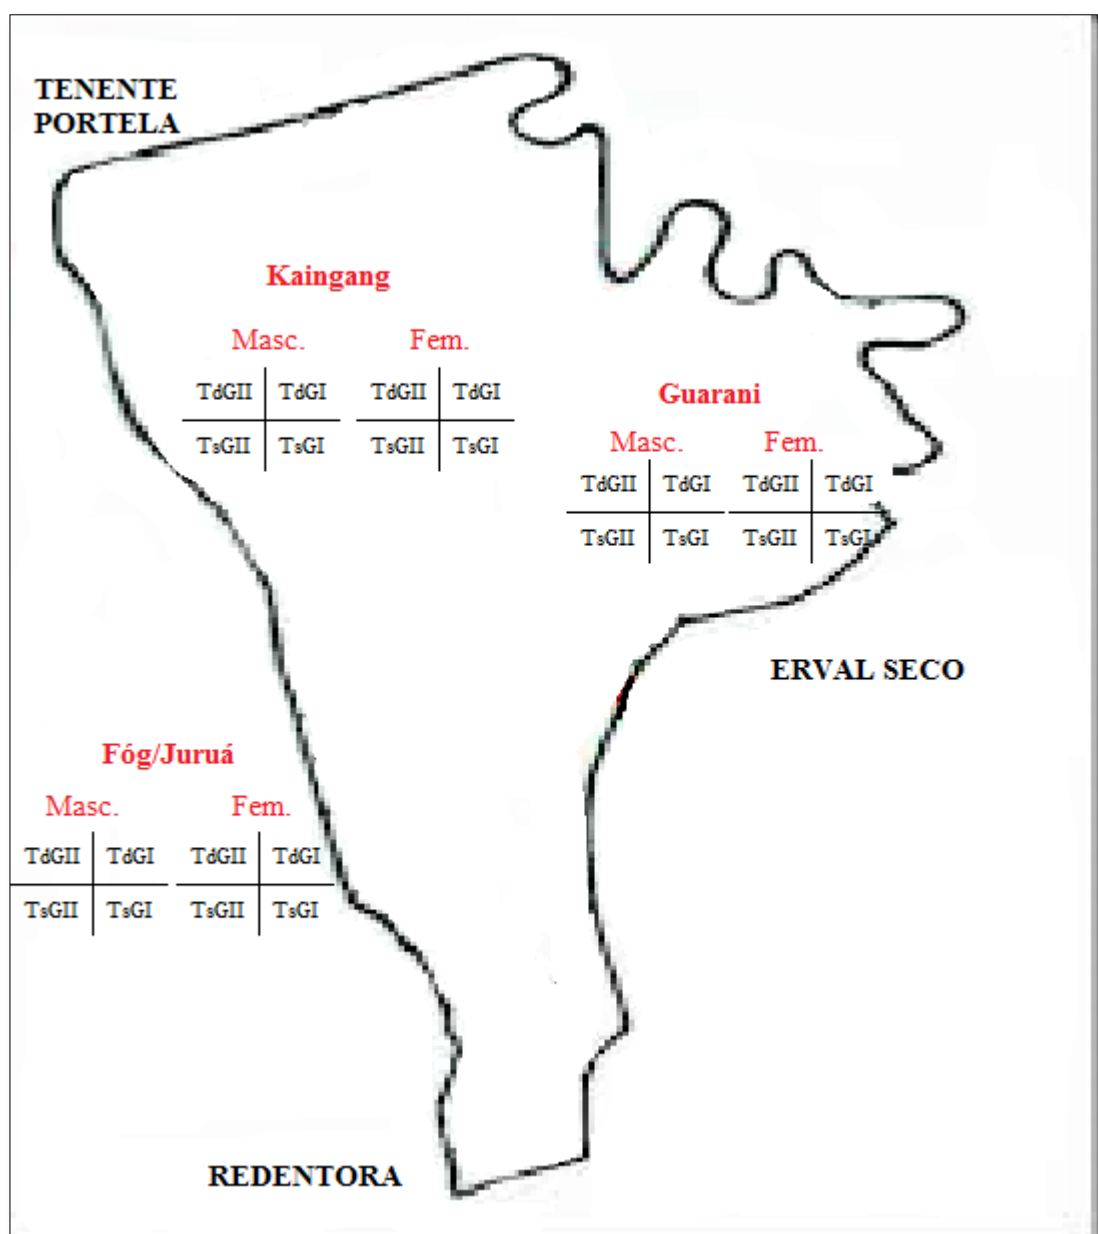 TENENTE
PORTELA
Kaingang
Masc. Fem.
TdGII TdGI TdGII TdGI
TsGII TsGI TsGII TsGI
Guarani
Masc. Fem.
TdGII TdGI TdGII TdGI
TsGII TsGI TsGII TsGI
ERVAL SECO
Fóg/Juruá
Masc. Fem.
TdGII TdGI TdGII TdGI
TsGII TsGI TsGII TsGI
REDENTORA